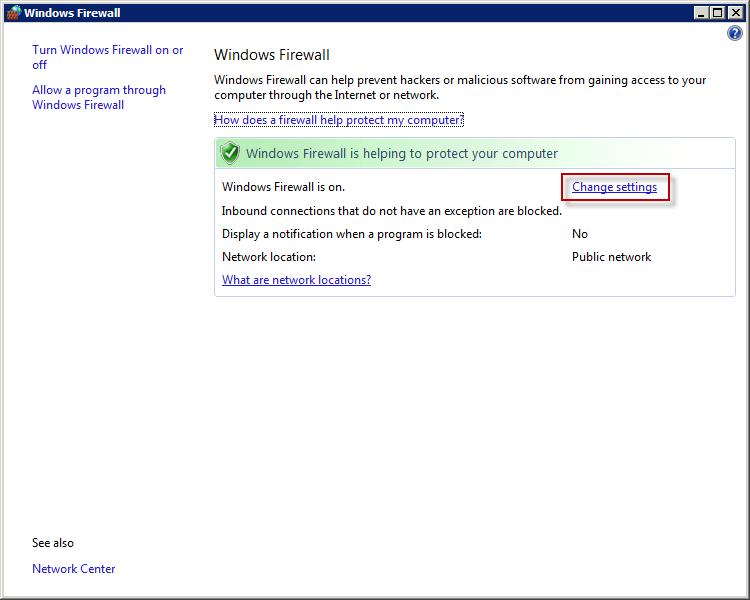 Windows Firewall
Turn Windows Firewall on or
off
Allow a program through
Windows Firewall
Windows Firewall
Windows Firewall can help prevent hackers or malicious software from gaining access to your
computer through the Internet or network.
How does a firewall help protect my computer?
Windows Firewall is helping to protect your computer
Windows Firewall is on. Change settings
Inbound connections that do not have an exception are blocked.
Display a notification when a program is blocked: No
Network location: Public network
What are network locations?
See also
Network Center